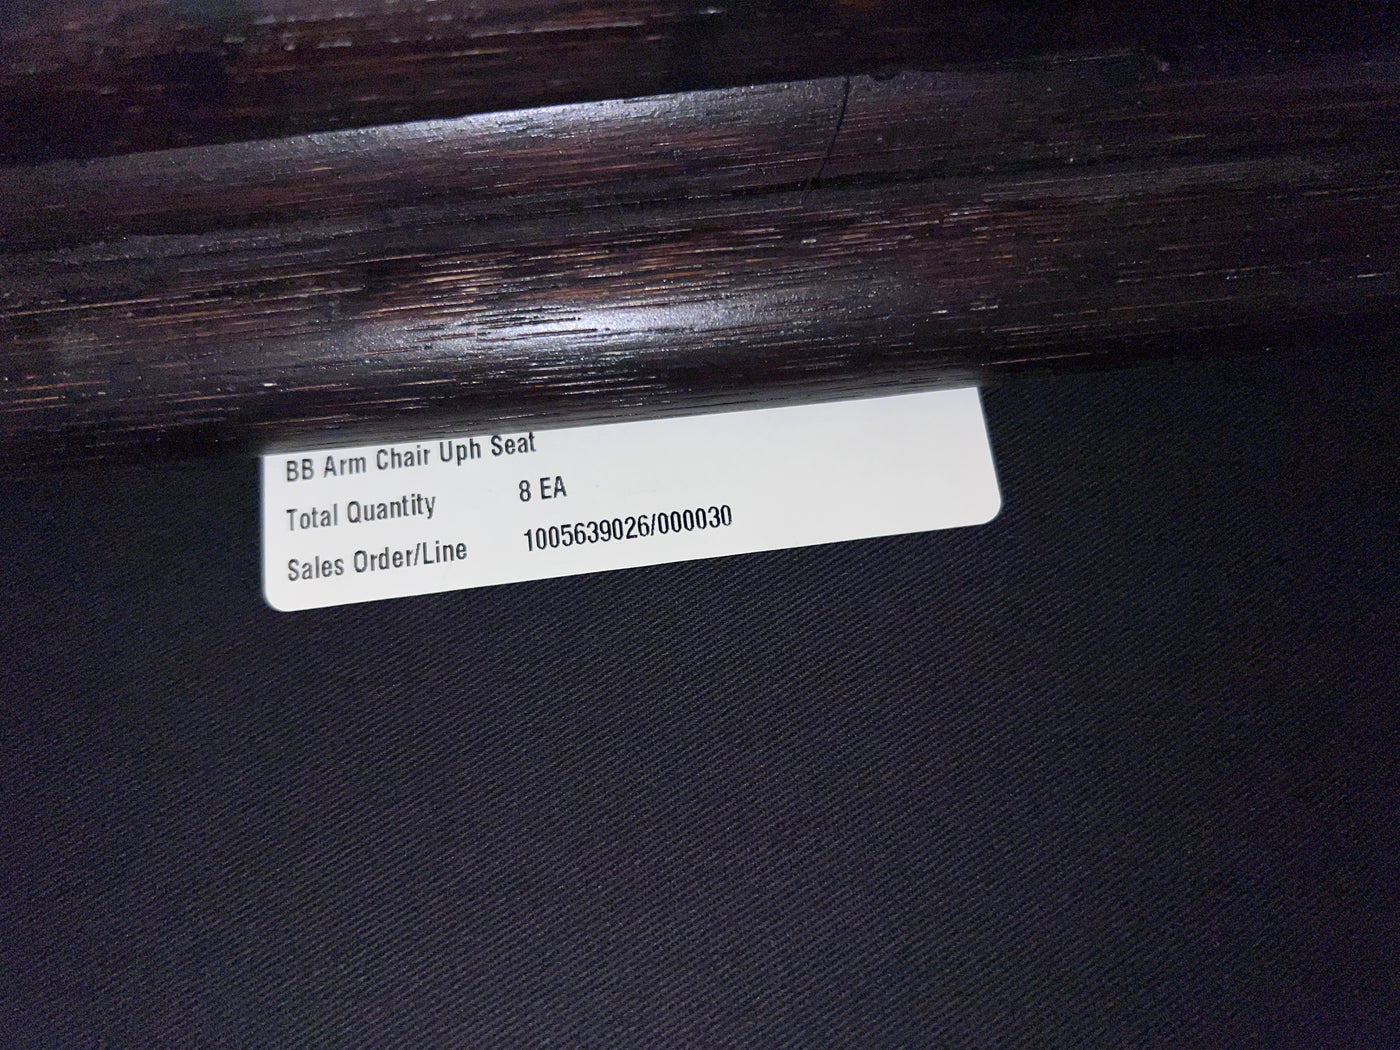 BB Arm Chair Uph Seat
Total Quantity 8 EA
Sales Order/Line 1005639026/000030